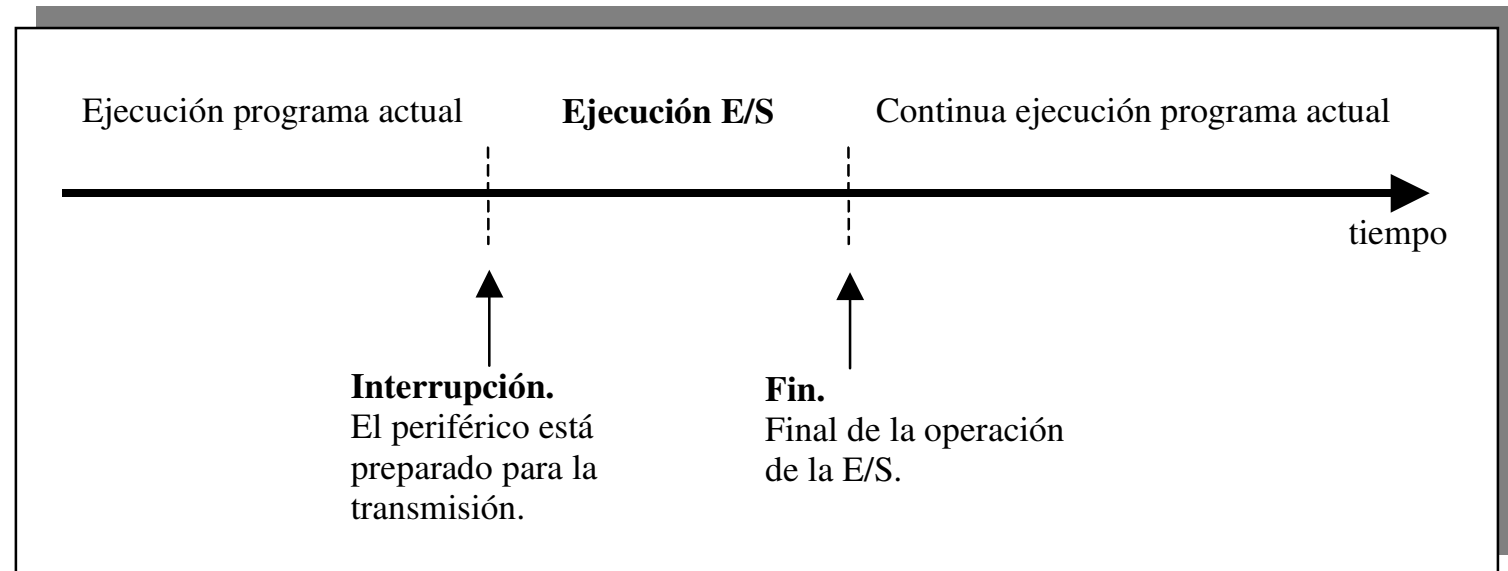 Ejecución programa actual
Ejecución E/S
Continua ejecución programa actual
tiempo
Interrupción.
El periférico está
preparado para la
transmisión.
Fin.
Final de la operación
de la E/S.